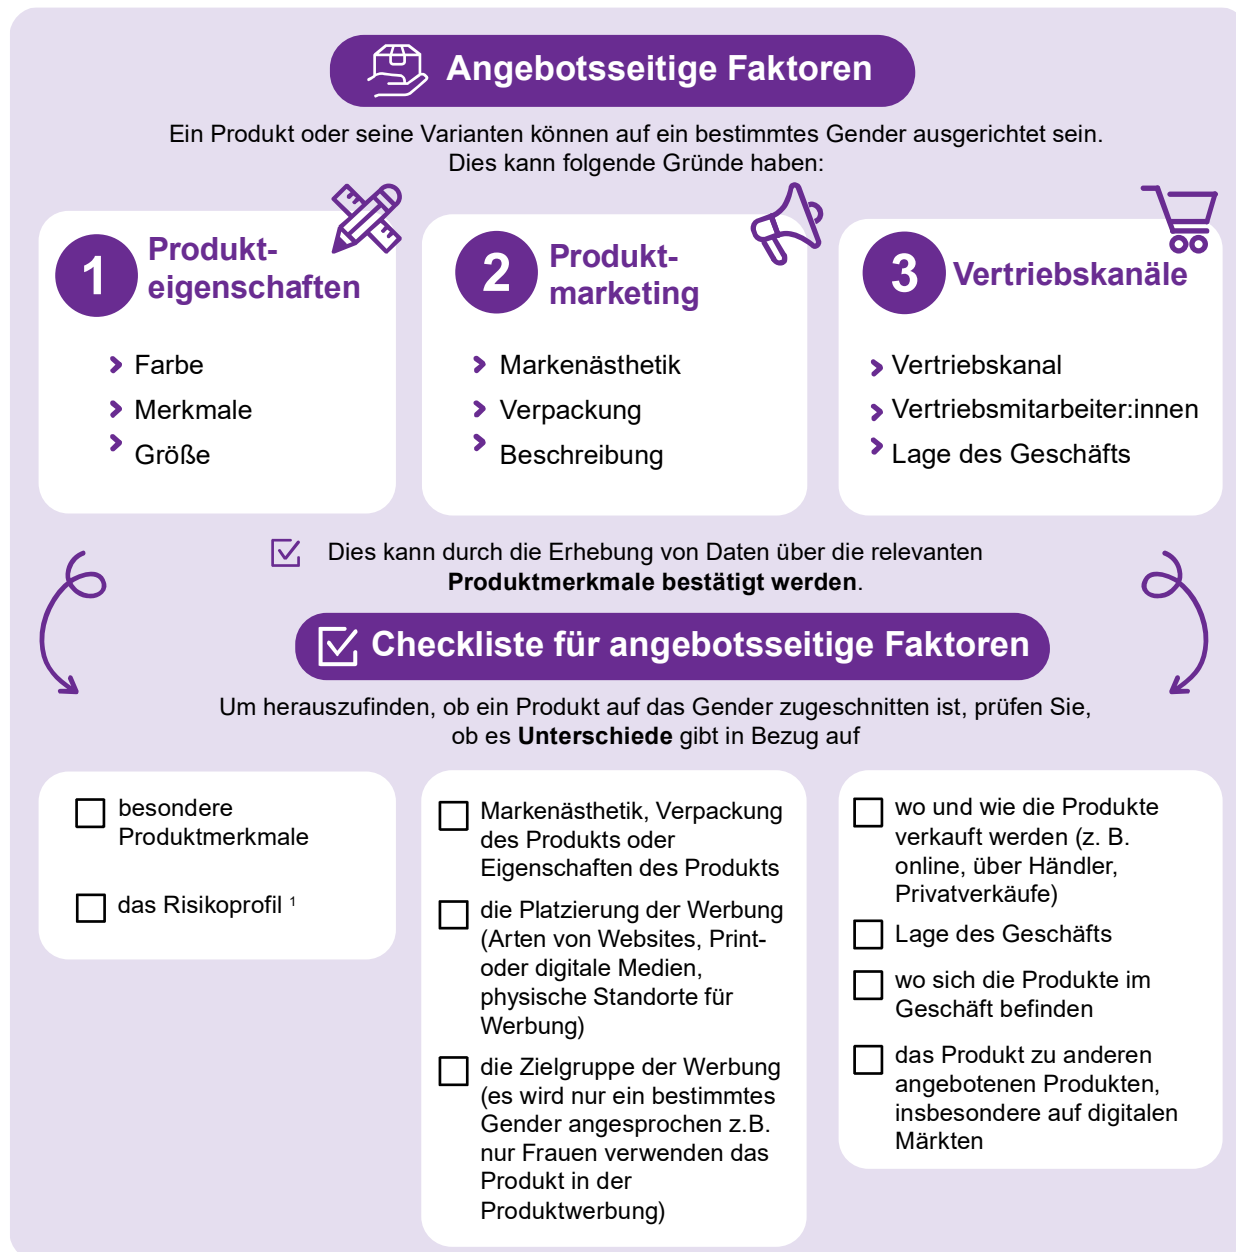 Angebotsseitige Faktoren
Ein Produkt oder seine Varianten können auf ein bestimmtes Gender ausgerichtet sein.
Dies kann folgende Gründe haben:
1
Produkt-
eigenschaften
Farbe
Merkmale
Größe
2
Produkt-
marketing
Markenästhetik
Verpackung
Beschreibung
3
Vertriebskanäle
Vertriebskanal
Vertriebsmitarbeiter:innen
Lage des Geschäfts
Dies kann durch die Erhebung von Daten über die relevanten
Produktmerkmale bestätigt werden.
Checkliste für angebotsseitige Faktoren
Um herauszufinden, ob ein Produkt auf das Gender zugeschnitten ist, prüfen Sie,
ob es Unterschiede gibt in Bezug auf
besondere
Produktmerkmale
das Risikoprofil ¹
Markenästhetik, Verpackung
des Produkts oder
Eigenschaften des Produkts
die Platzierung der Werbung
(Arten von Websites, Print-
oder digitale Medien,
physische Standorte für
Werbung)
die Zielgruppe der Werbung
(es wird nur ein bestimmtes
Gender angesprochen z.B.
nur Frauen verwenden das
Produkt in der
Produktwerbung)
wo und wie die Produkte
verkauft werden (z. B.
online, über Händler,
Privatverkäufe)
Lage des Geschäfts
wo sich die Produkte im
Geschäft befinden
das Produkt zu anderen
angebotenen Produkten,
insbesondere auf digitalen
Märkten